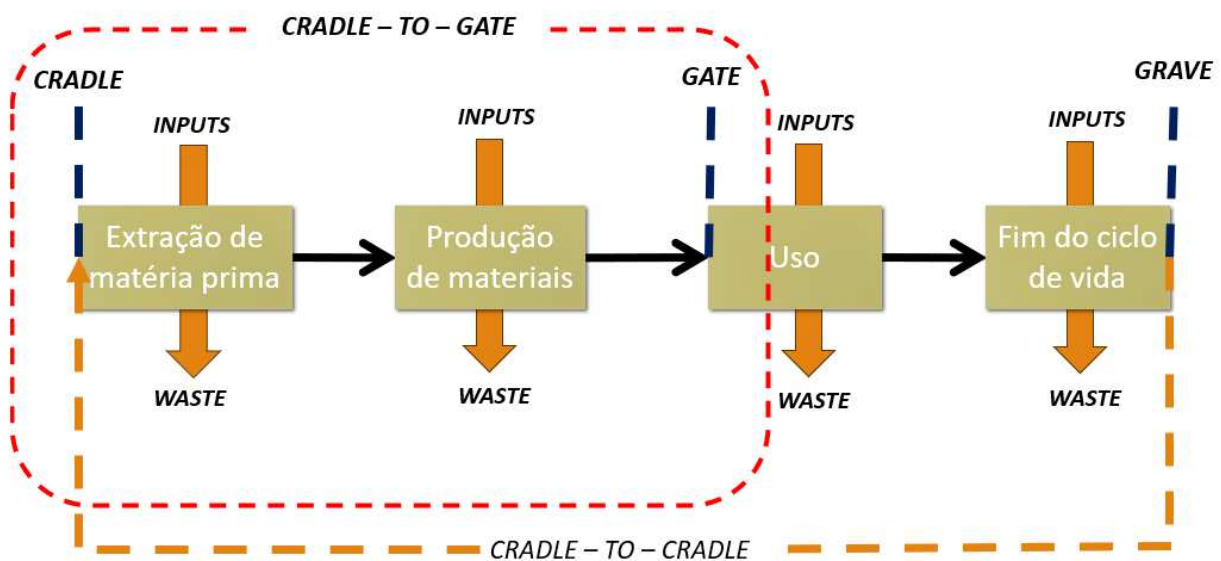 CRADLE – TO – GATE
CRADLE
GATE
GRAVE
INPUTS
INPUTS
INPUTS
INPUTS
Extração de
matéria prima
Produção
de materiais
Uso
Fim do ciclo
de vida
WASTE
WASTE
WASTE
WASTE
CRADLE – TO – CRADLE